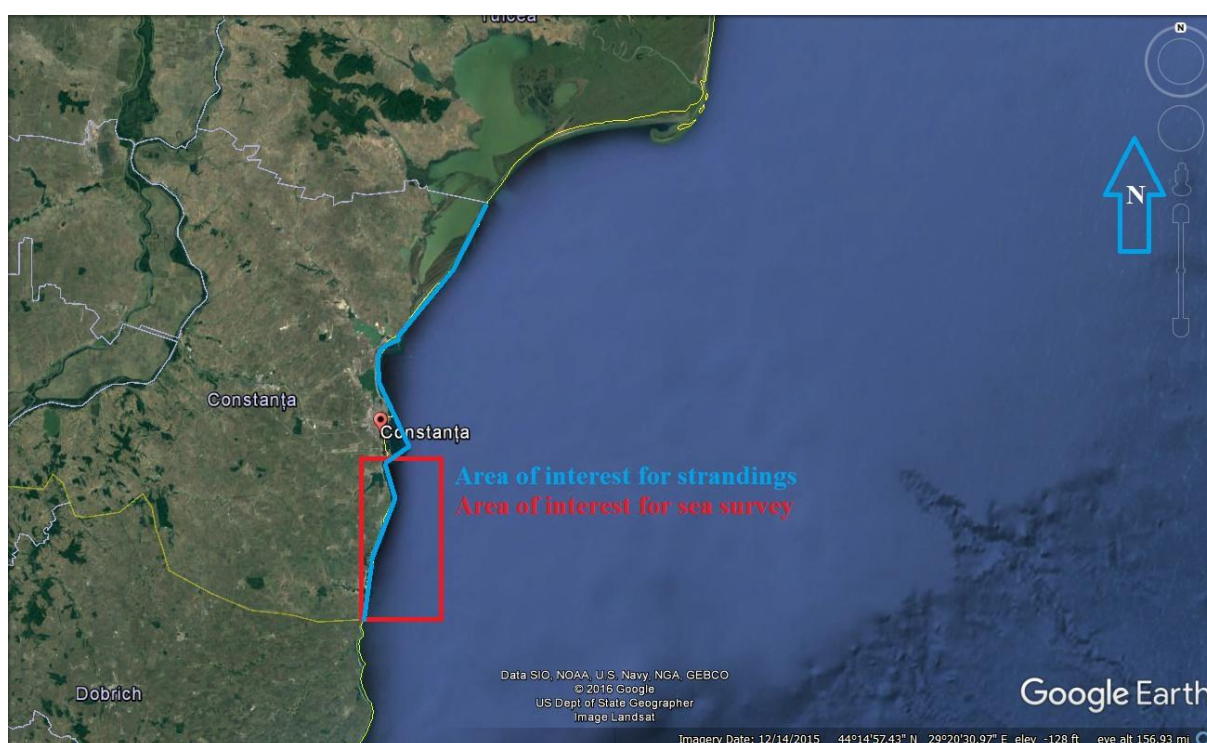 Tulcea
N
N
Constanța
Constanța
Area of interest for strandings
Area of interest for sea survey
Dobrich
Data SIO, NOAA, U.S. Navy, NGA, GEBCO
© 2016 Google
US Dept of State Geographer
Image Landsat
Google Earth
Imagery Date: 12/14/2015 44°14'57.43" N 29°20'30.97" E elev -128 ft eye alt 156.93 mi